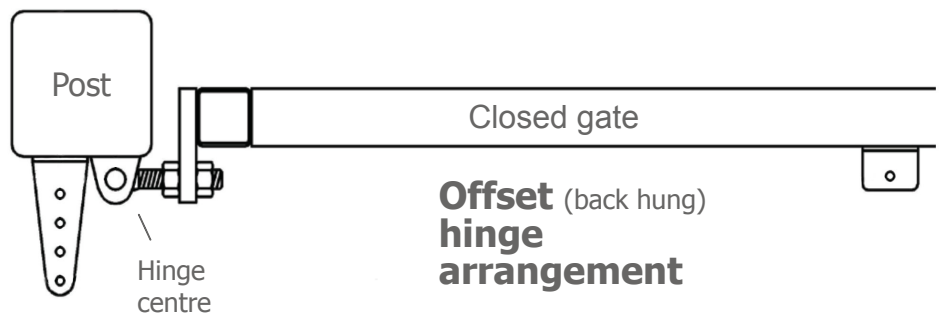 Post
Closed gate
Offset (back hung)
hinge
arrangement
Hinge
centre